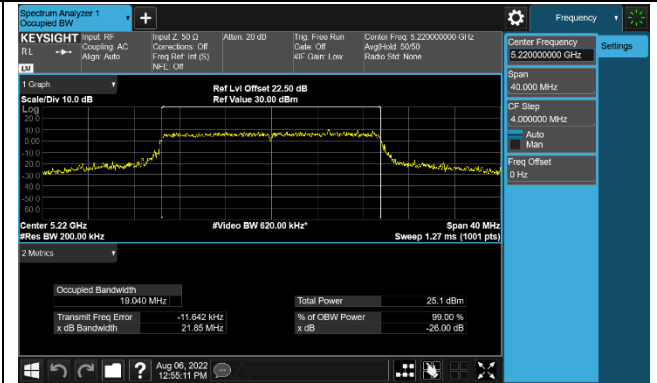 Spectrum Analyzer 1
Occupied BW
+
Frequency
KEYSIGHT
RL
LXI
Input: RF
Coupling: AC
Align: Auto
Input Z: 50 Ω
Corrections: Off
Freq Ref: Int (S)
NFE: Off
Atten: 20 dB
Trig: Free Run
Gate: Off
#IF Gain: Low
Center Freq: 5.220000000 GHz
Avg|Hold: 50/50
Radio Std: None
Center Frequency
5.220000000 GHz
Settings
Span
40.000 MHz
CF Step
4.000000 MHz
Auto
Man
Freq Offset
0 Hz
1 Graph
Scale/Div 10.0 dB
Ref Lvl Offset 22.50 dB
Ref Value 30.00 dBm
Log
20.0
10.0
0.00
-10.0
-20.0
-30.0
-40.0
-50.0
-60.0
Center 5.22 GHz
#Video BW 620.00 kHz*
Span 40 MHz
#Res BW 200.00 kHz
Sweep 1.27 ms (1001 pts)
2 Metrics
Occupied Bandwidth
19.040 MHz
Total Power 25.1 dBm
Transmit Freq Error -11.642 kHz
% of OBW Power 99.00 %
x dB Bandwidth 21.85 MHz
x dB -26.00 dB
?
Aug 06, 2022
12:55:11 PM